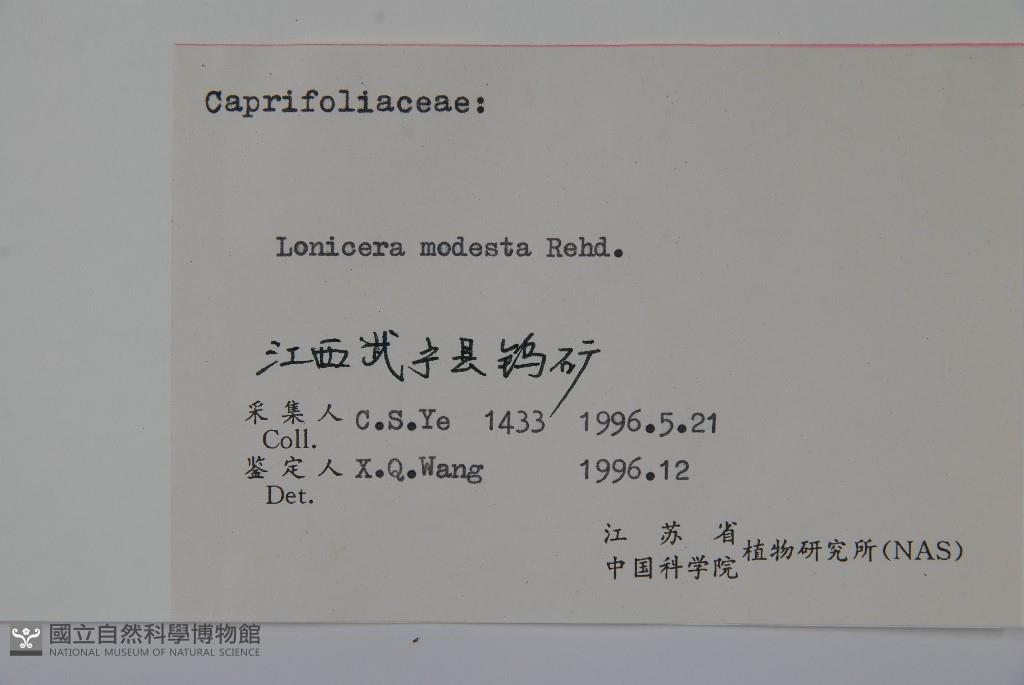 Caprifoliaceae:
Lonicera modesta Rehd.
江西武宁县钨矿
采集人 C.S.Ye 1433 1996.5.21
Coll.
鉴定人 X.Q.Wang 1996.12
Det.
江苏省
中国科学院 植物研究所(NAS)
國立自然科學博物館
NATIONAL MUSEUM OF NATURAL SCIENCE